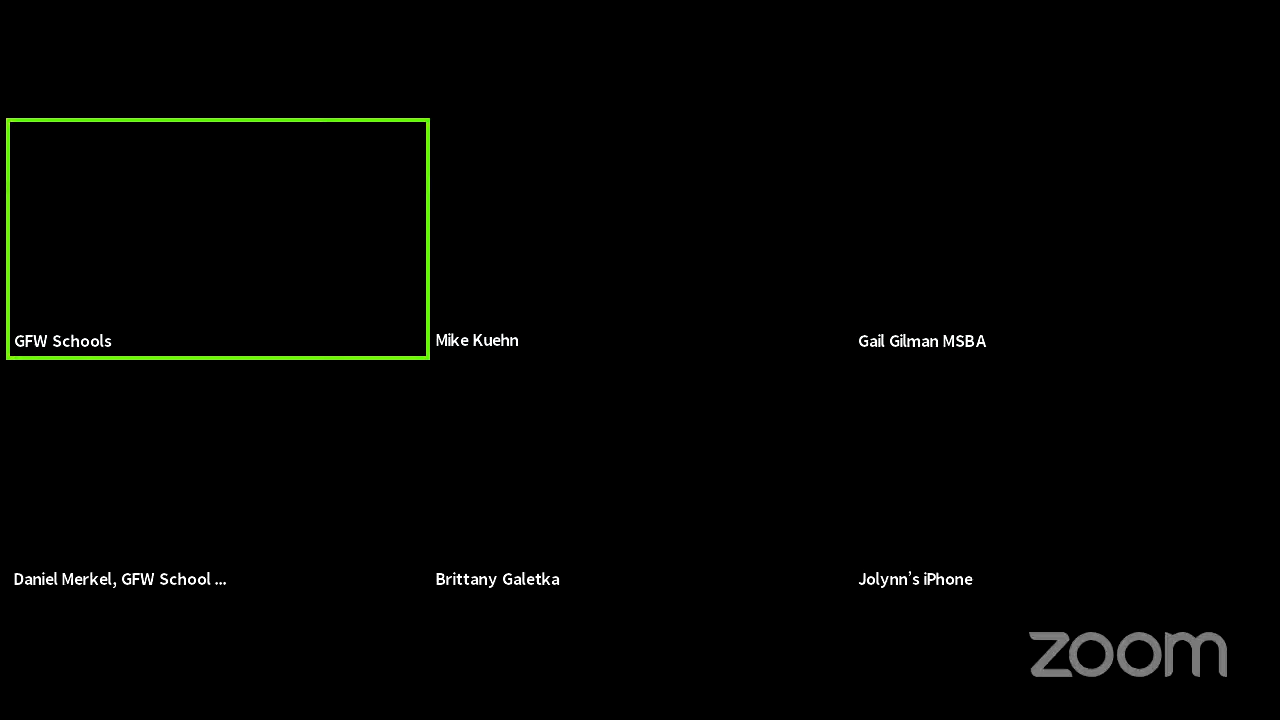 GFW Schools
Mike Kuehn
Gail Gilman MSBA
Daniel Merkel, GFW School ...
Brittany Galetka
Jolynn’s iPhone
zoom